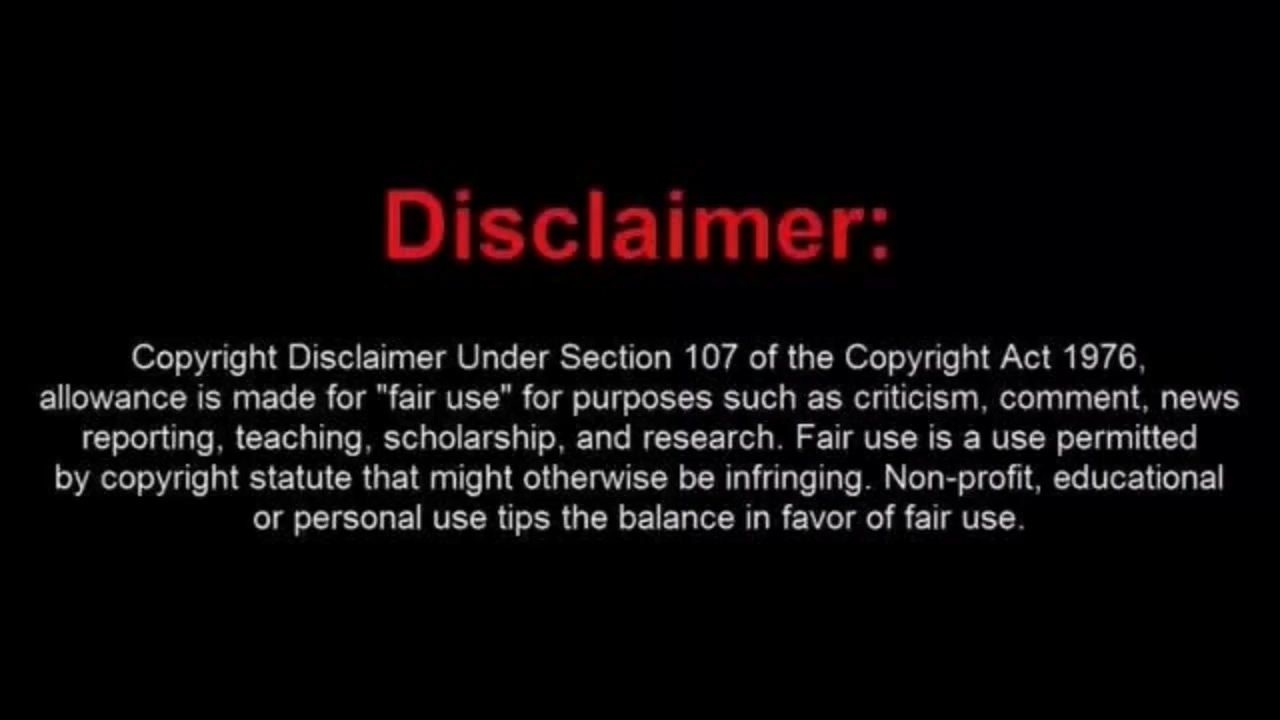 Disclaimer:
Copyright Disclaimer Under Section 107 of the Copyright Act 1976,
allowance is made for "fair use" for purposes such as criticism, comment, news
reporting, teaching, scholarship, and research. Fair use is a use permitted
by copyright statute that might otherwise be infringing. Non-profit, educational
or personal use tips the balance in favor of fair use.